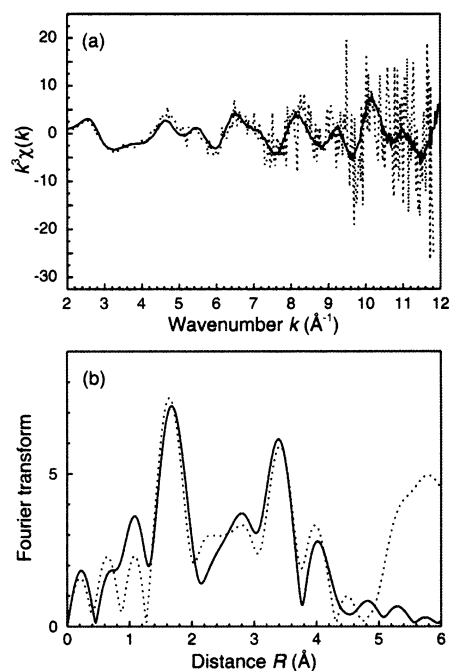 (a)
20
10
0
-10
-20
-30
k³χ(k)
2 3 4 5 6 7 8 9 10 11 12
Wavenumber k (Å⁻¹)
(b)
5
0
Fourier transform
0 1 2 3 4 5 6
Distance R (Å)